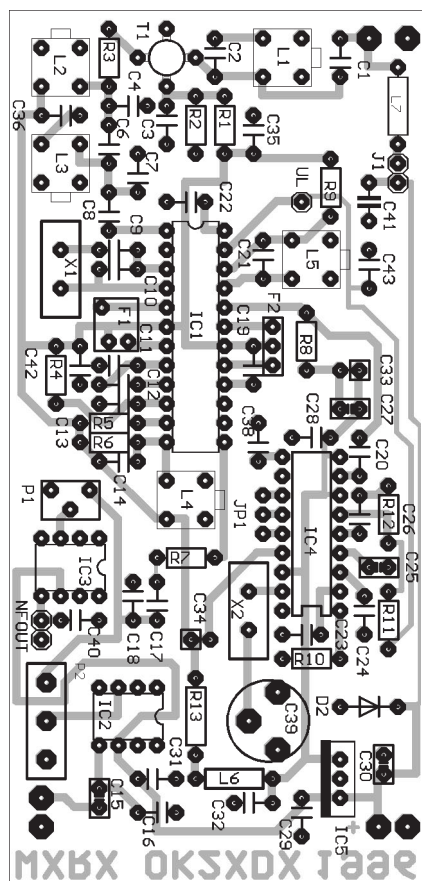 T1
L2
R3
C2
L1
C1
C4
L7
C36
C6
C3
R2
R1
C35
L3
C7
J1
UL
R9
C41
C8
C22
C9
C21
L5
C43
X1
C10
F1
IC1
C19
F2
C11
R8
C42
R4
C12
C33
C27
R5
C13
R6
C38
C28
C20
C14
L4
JP1
P1
IC4
R12
C26
IC3
R7
C25
X2
NFOUT
C40
C18
C17
C34
C23
C24
R11
R10
P2
IC2
R13
C39
D2
C31
L6
C30
C15
C16
C32
C29
IC5
+
MXRX OK2XDX 1996